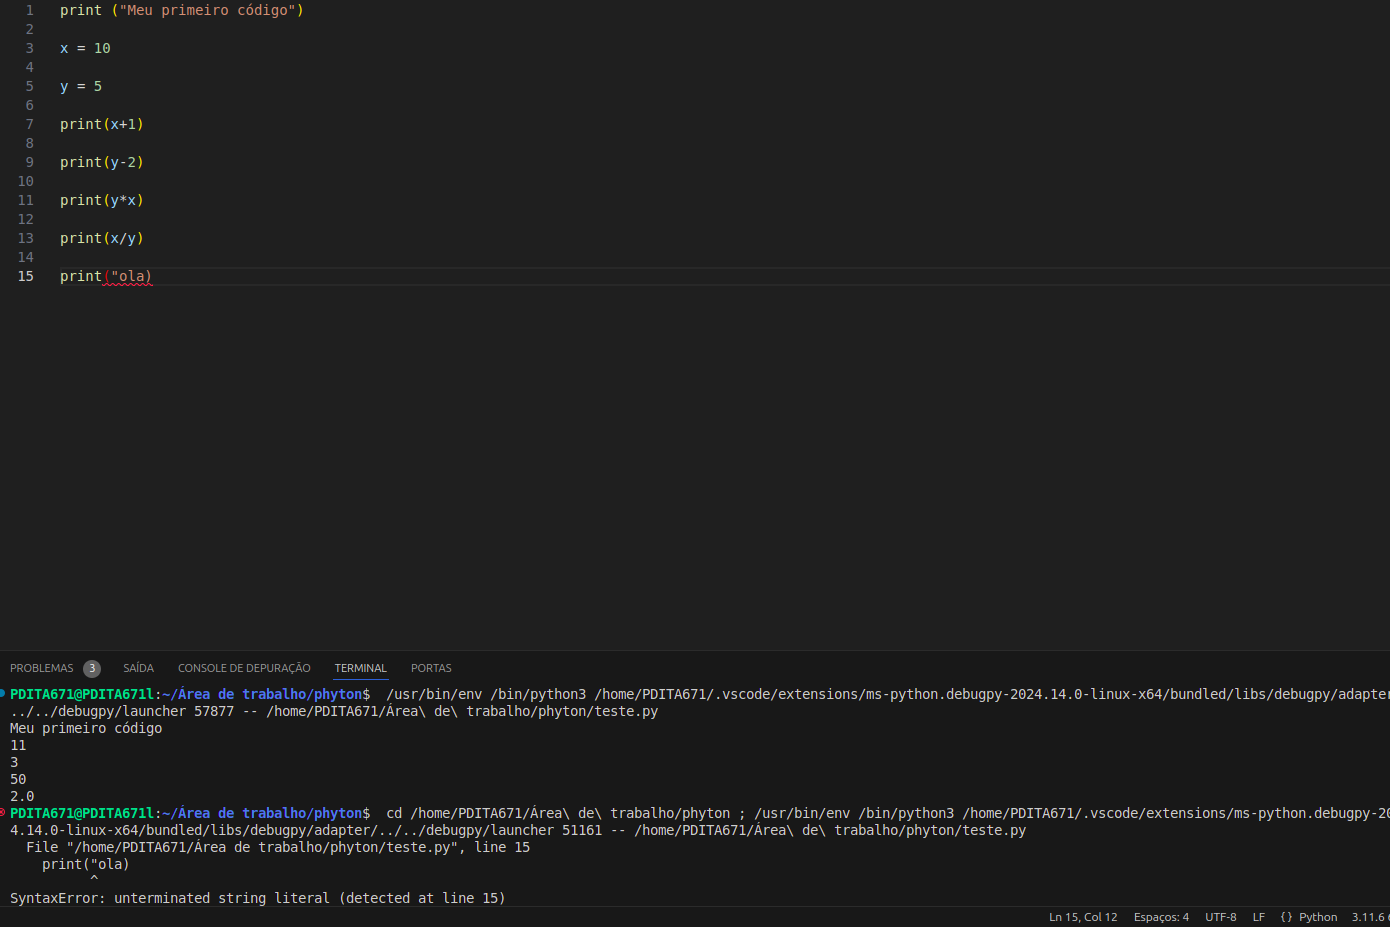 1 print ("Meu primeiro código")
2
3 x = 10
4
5 y = 5
6
7 print(x+1)
8
9 print(y-2)
10
11 print(y*x)
12
13 print(x/y)
14
15 print("ola)
PROBLEMAS 3 SAÍDA CONSOLE DE DEPURAÇÃO TERMINAL PORTAS
PDITA671@PDITA671l:~/Área de trabalho/phyton$ /usr/bin/env /bin/python3 /home/PDITA671/.vscode/extensions/ms-python.debugpy-2024.14.0-linux-x64/bundled/libs/debugpy/adapter
../../debugpy/launcher 57877 -- /home/PDITA671/Área\ de\ trabalho/phyton/teste.py
Meu primeiro código
11
3
50
2.0
PDITA671@PDITA671l:~/Área de trabalho/phyton$ cd /home/PDITA671/Área\ de\ trabalho/phyton ; /usr/bin/env /bin/python3 /home/PDITA671/.vscode/extensions/ms-python.debugpy-20
4.14.0-linux-x64/bundled/libs/debugpy/adapter/../../debugpy/launcher 51161 -- /home/PDITA671/Área\ de\ trabalho/phyton/teste.py
File "/home/PDITA671/Área de trabalho/phyton/teste.py", line 15
print("ola)
^
SyntaxError: unterminated string literal (detected at line 15)
Ln 15, Col 12 Espaços: 4 UTF-8 LF {} Python 3.11.6